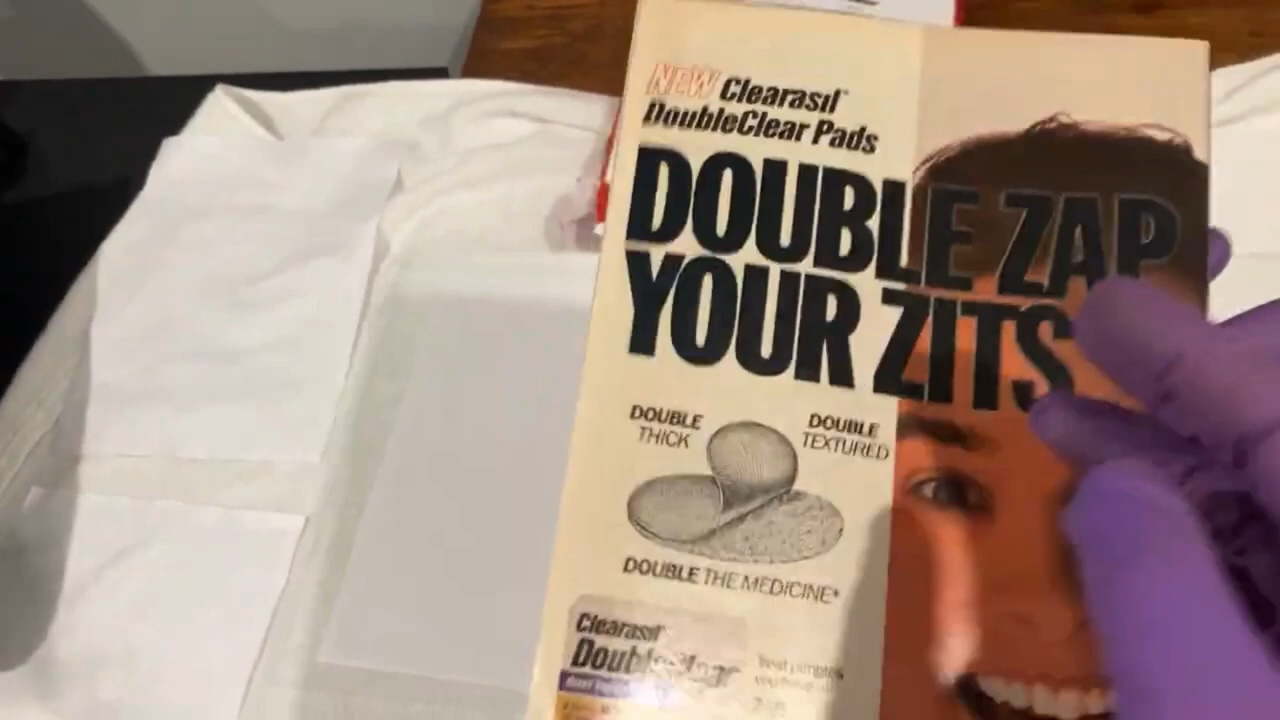 NEW Clearasil
DoubleClear Pads
DOUBLE ZAP
YOUR ZITS
DOUBLE
THICK
DOUBLE
TEXTURED
DOUBLE THE MEDICINE*
Clearasil